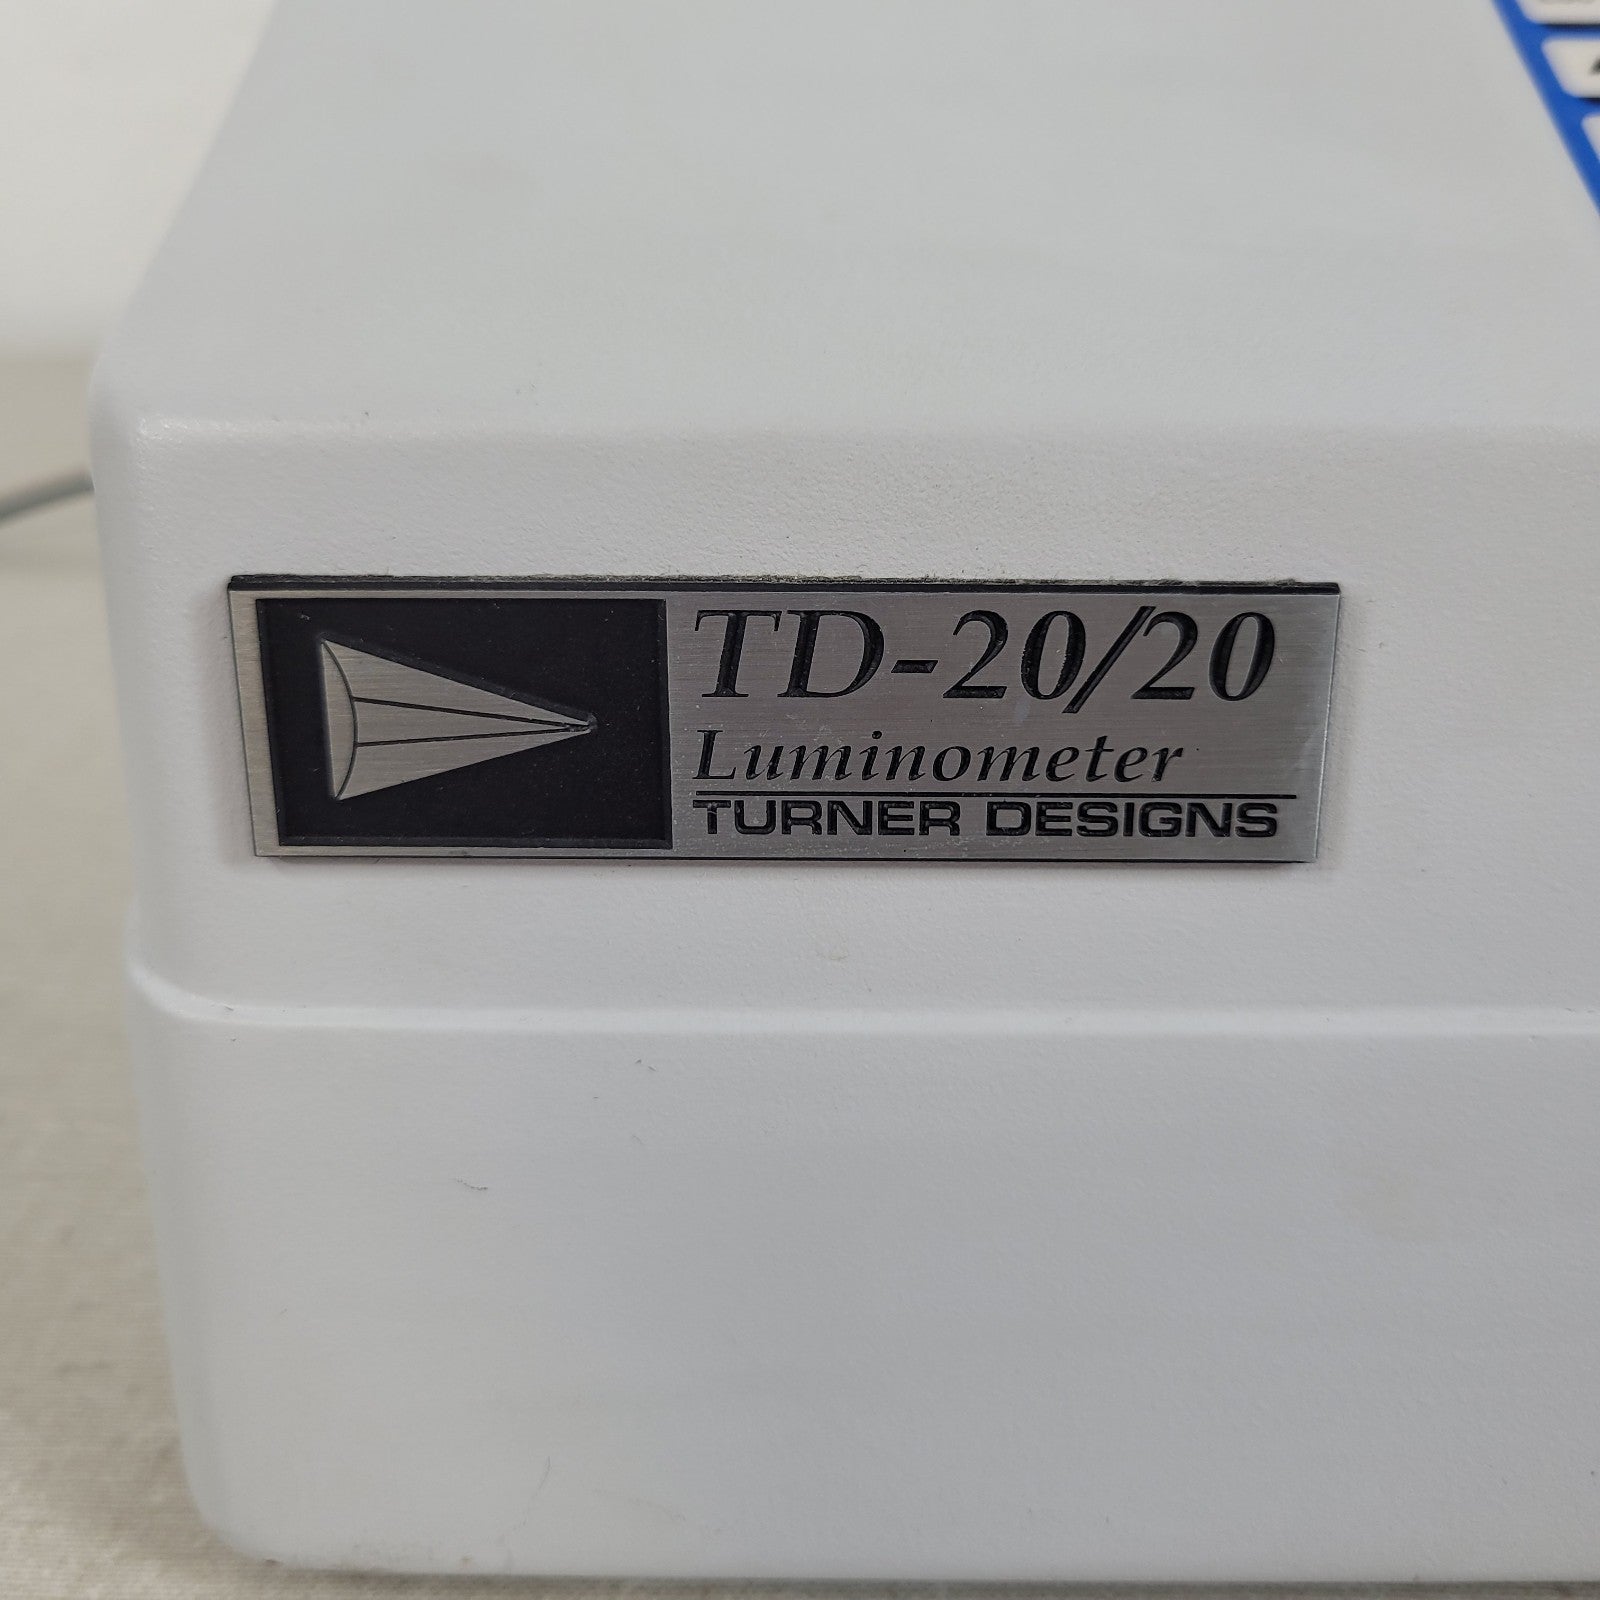 TD-20/20
Luminometer
TURNER DESIGNS